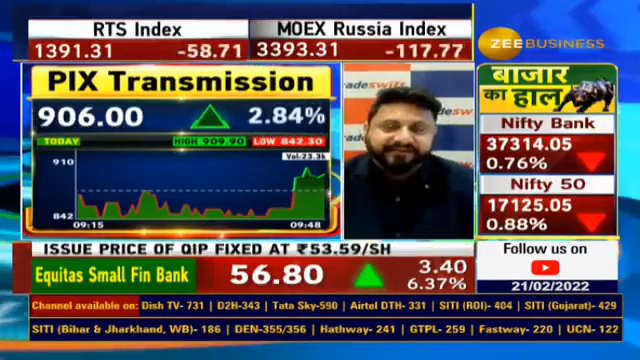 RTS Index
1391.31 -58.71
MOEX Russia Index
3393.31 -117.77
ZEE BUSINESS
PIX Transmission
906.00 2.84%
TODAY HIGH 909.90 LOW 842.30
Vol:23.3k
910
842
09:15 09:48
adeswift
radeswift
बाजार
का हाल
Nifty Bank
37314.05
0.76%
Nifty 50
17125.05
0.88%
ISSUE PRICE OF QIP FIXED AT ₹53.59/SH
Equitas Small Fin Bank 56.80 3.40
6.37%
Follow us on
21/02/2022
Channel available on: Dish TV- 731 | D2H-343 | Tata Sky-590 | Airtel DTH- 331 | SITI (ROI)- 404 | SITI (Gujarat)- 429
SITI (Bihar & Jharkhand, WB)- 186 | DEN-355/356 | Hathway- 241 | GTPL- 259 | Fastway- 220 | UCN- 122